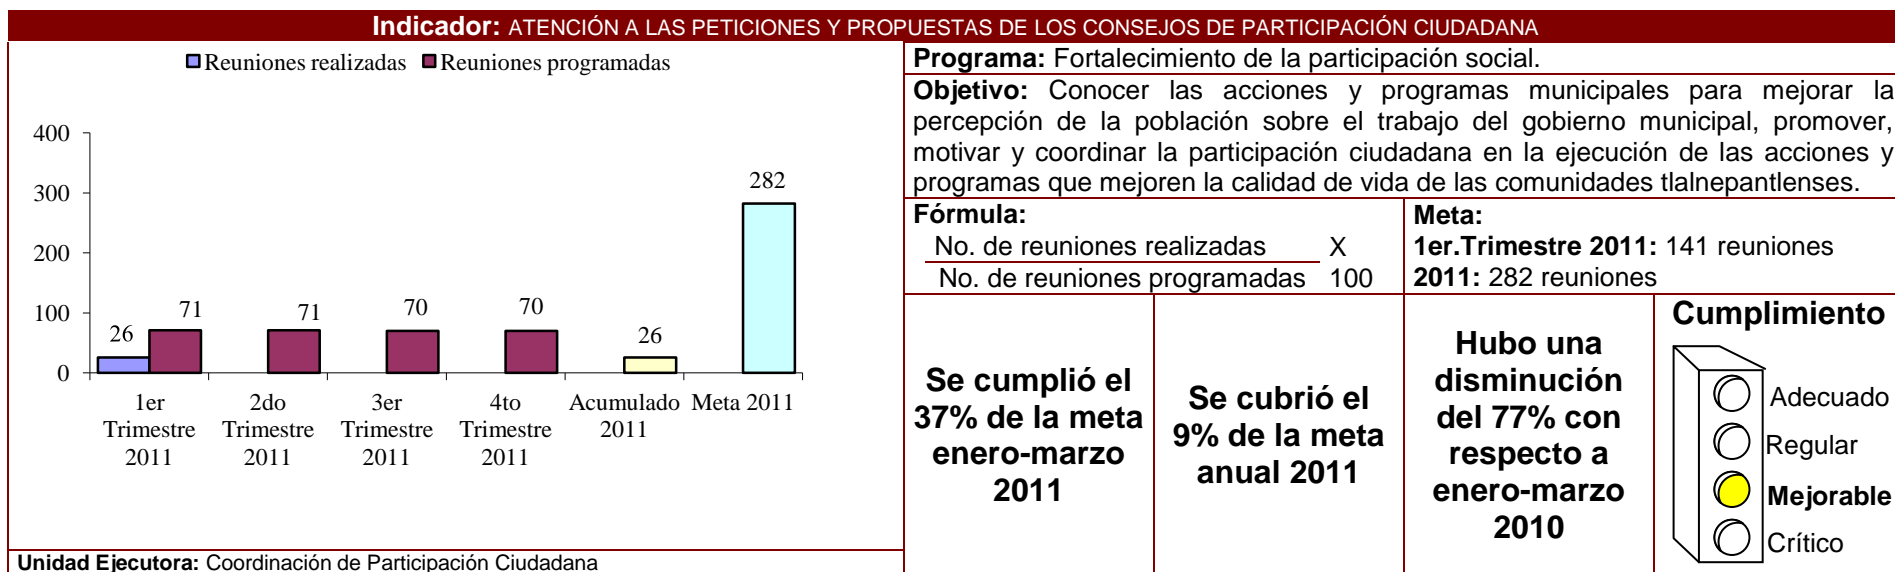 Indicador: ATENCIÓN A LAS PETICIONES Y PROPUESTAS DE LOS CONSEJOS DE PARTICIPACIÓN CIUDADANA
Reuniones realizadas Reuniones programadas
400
300
200
100
0
26
71
71
70
70
26
282
1er Trimestre 2011
2do Trimestre 2011
3er Trimestre 2011
4to Trimestre 2011
Acumulado 2011
Meta 2011
Unidad Ejecutora: Coordinación de Participación Ciudadana
Programa: Fortalecimiento de la participación social.
Objetivo: Conocer las acciones y programas municipales para mejorar la
percepción de la población sobre el trabajo del gobierno municipal, promover,
motivar y coordinar la participación ciudadana en la ejecución de las acciones y
programas que mejoren la calidad de vida de las comunidades tlalnepantlenses.
Fórmula:
No. de reuniones realizadas X
No. de reuniones programadas 100
Meta:
1er.Trimestre 2011: 141 reuniones
2011: 282 reuniones
Se cumplió el
37% de la meta
enero-marzo
2011
Se cubrió el
9% de la meta
anual 2011
Hubo una
disminución
del 77% con
respecto a
enero-marzo
2010
Cumplimiento
Adecuado
Regular
Mejorable
Crítico